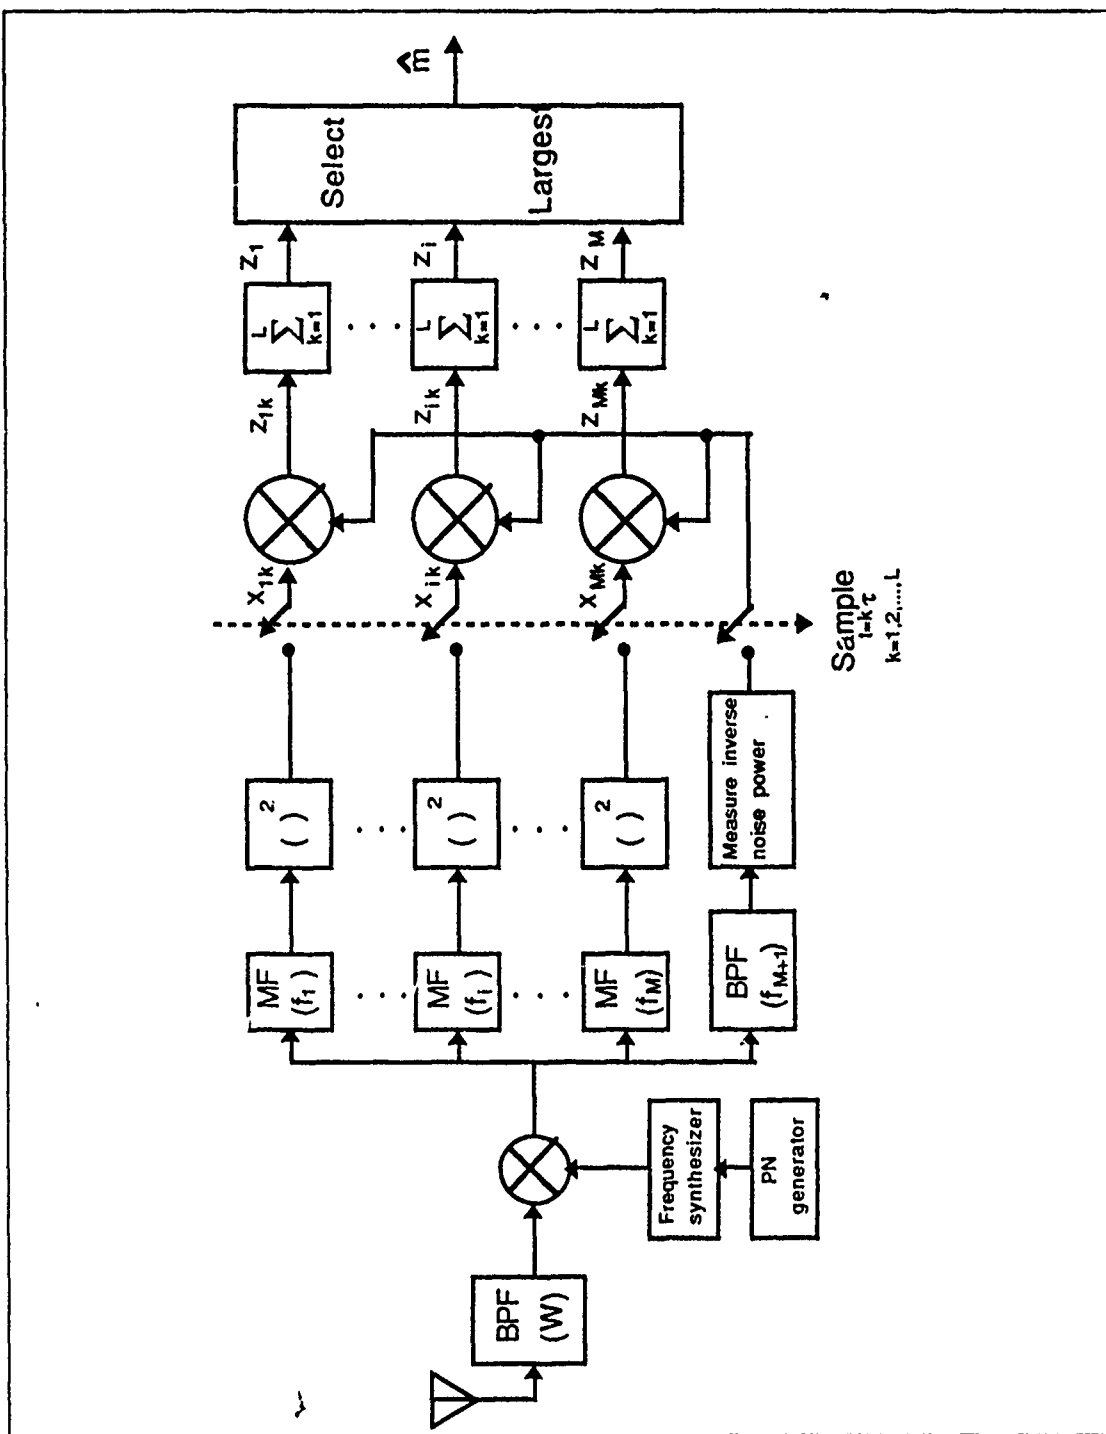 BPF
(W)
Frequency
synthesizer
PN
generator
MF
(f1)
. . .
MF
(fi)
. . .
MF
(fM)
BPF
(fM+1)
( )2
. . .
( )2
. . .
( )2
Measure inverse
noise power
X1k
Xik
XMk
Sample
t=kτ
k=1,2,...,L
Z1k
Zik
ZMk
L
∑
k=1
. . .
L
∑
k=1
. . .
L
∑
k=1
Z1
Zi
ZM
Select
Largest
m̂